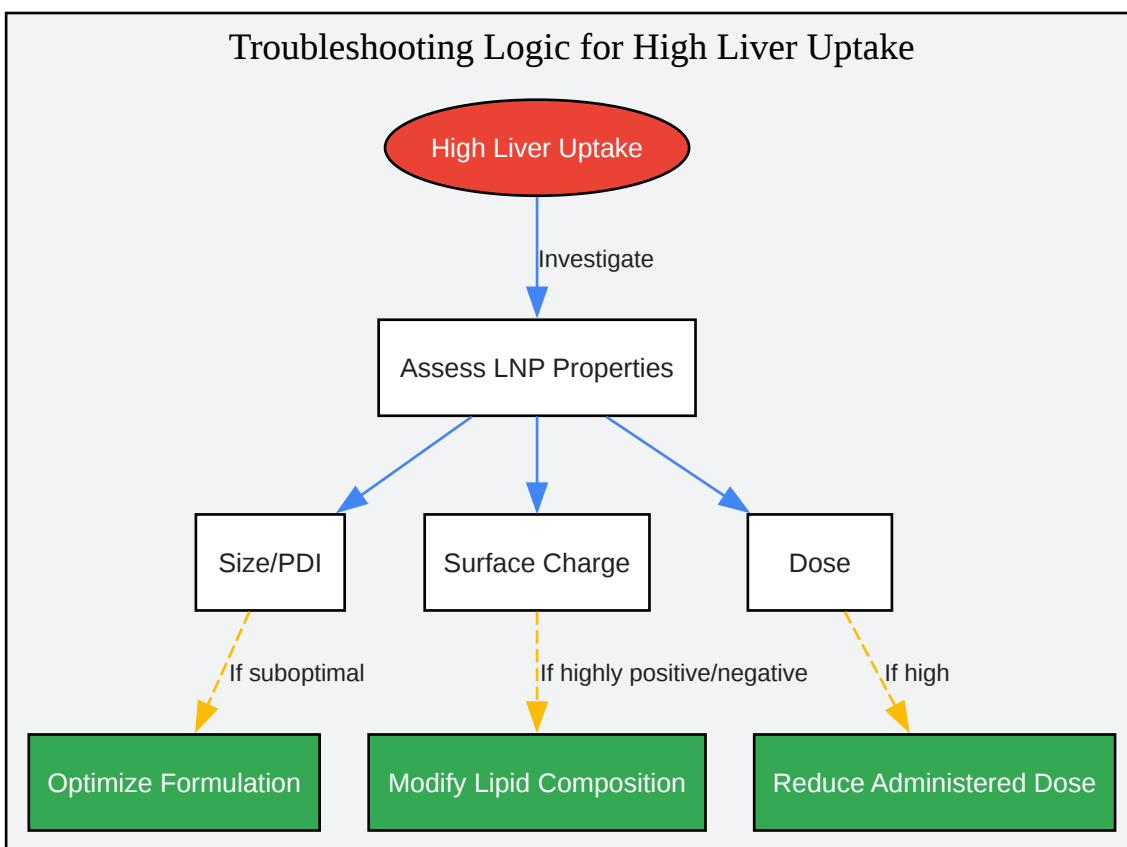 Troubleshooting Logic for High Liver Uptake
High Liver Uptake
Investigate
Assess LNP Properties
Size/PDI
Surface Charge
Dose
If suboptimal
If highly positive/negative
If high
Optimize Formulation
Modify Lipid Composition
Reduce Administered Dose